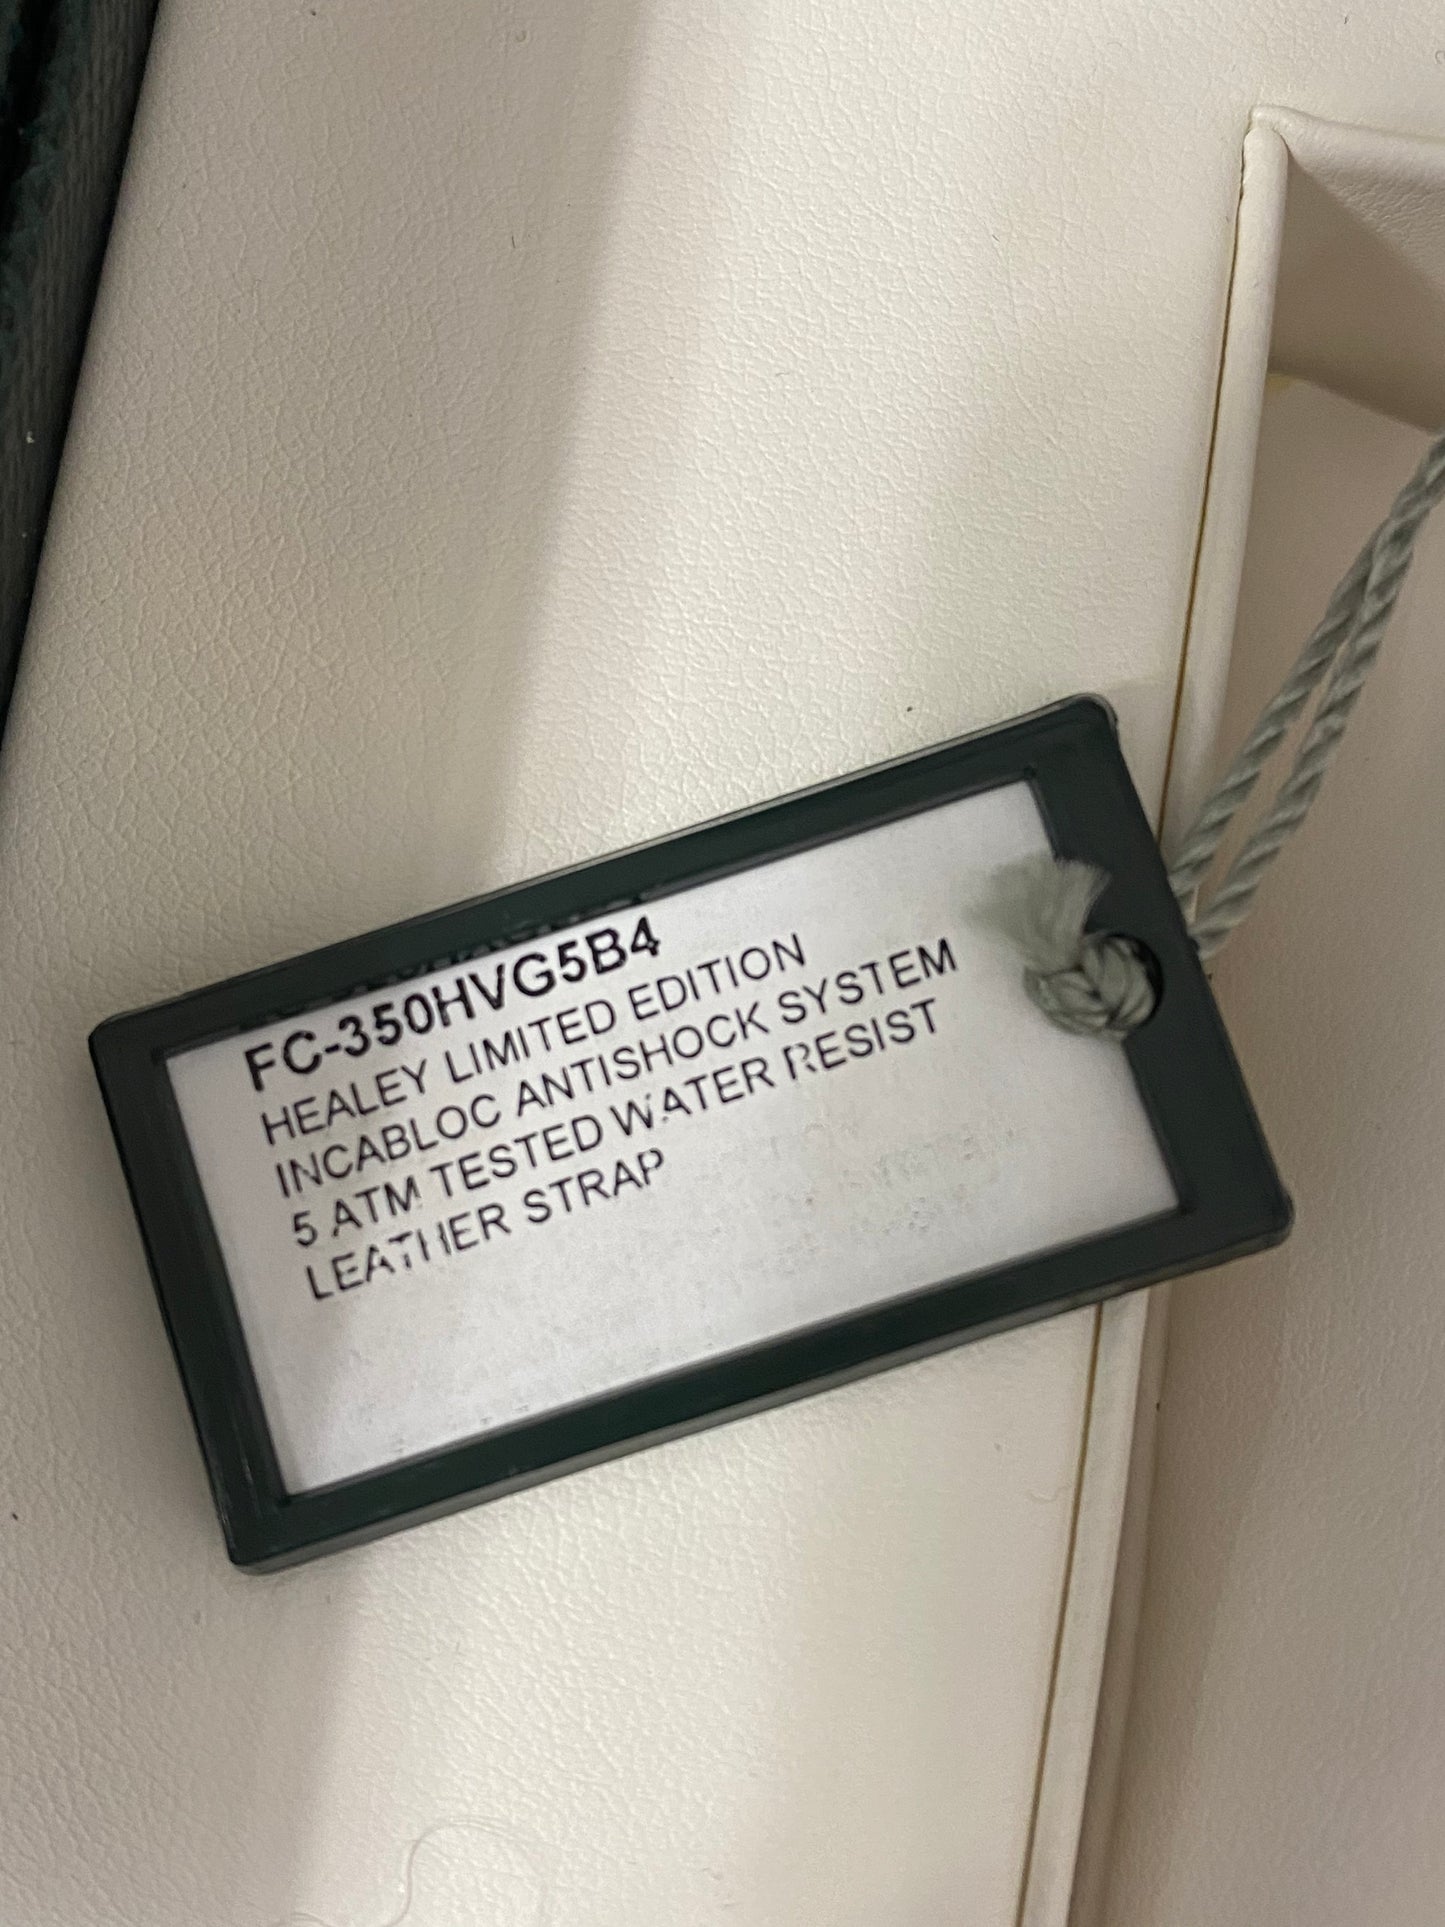 FC-350HVG5B4
HEALEY LIMITED EDITION
INCABLOC ANTISHOCK SYSTEM
5 ATM TESTED WATER RESIST
LEATHER STRAP